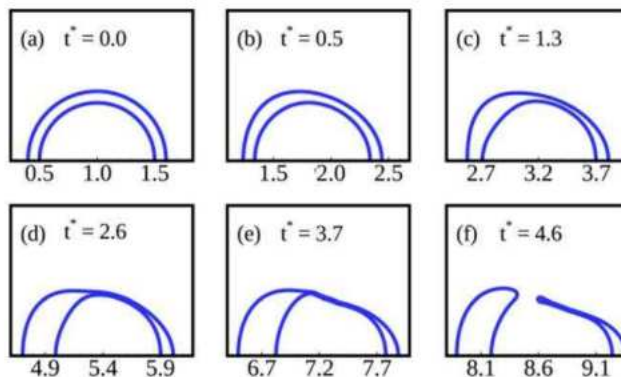 (a) t* = 0.0
0.5 1.0 1.5
(b) t* = 0.5
1.5 2.0 2.5
(c) t* = 1.3
2.7 3.2 3.7
(d) t* = 2.6
4.9 5.4 5.9
(e) t* = 3.7
6.7 7.2 7.7
(f) t* = 4.6
8.1 8.6 9.1